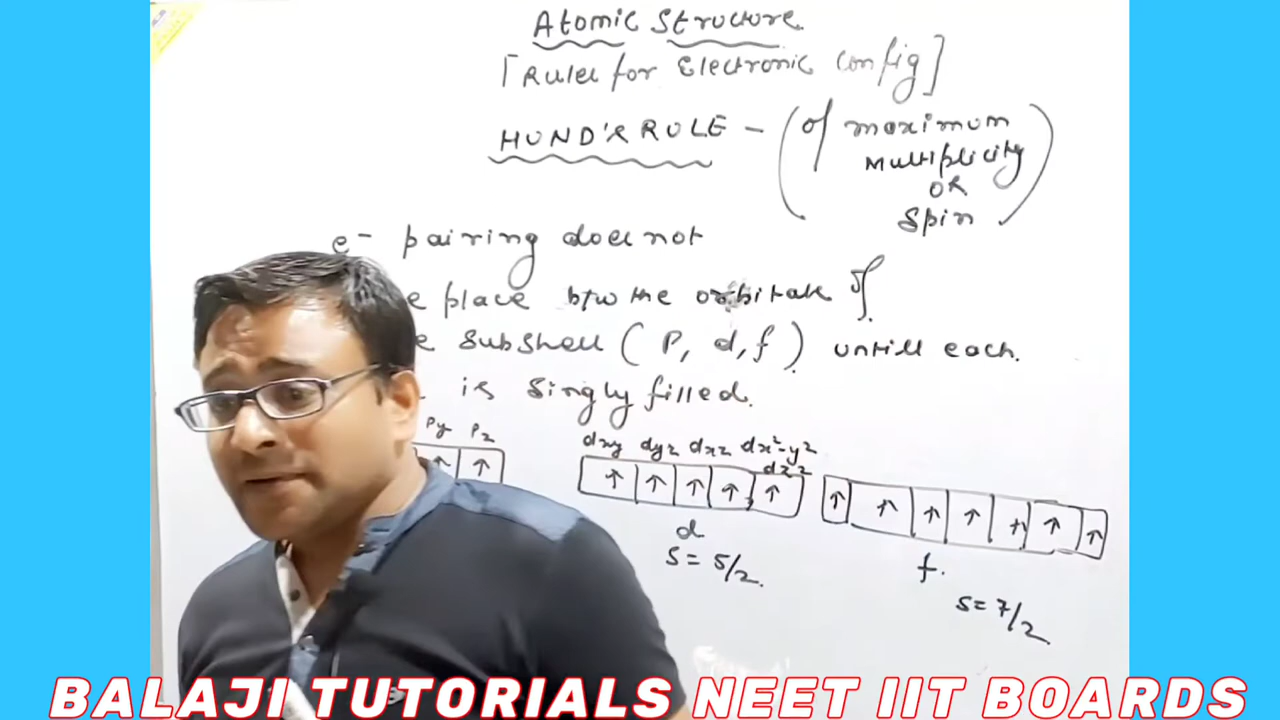 Atomic Structure
[Rules for Electronic Config]
HUND'S RULE - (of maximum
Multiplicity
OR
Spin)
e- pairing does not
e place btw the orbitals of
e subshell (P, d, f) untill each
is singly filled.
Py Pz
dxy dyz dxz dx²-y²
dz²
↑ ↑ ↑ ↑ ↑ ↑ ↑
↑ ↑ ↑ ↑ ↑ ↑ ↑
d
S = 5/2.
f.
S = 7/2
BALAJI TUTORIALS NEET IIT BOARDS